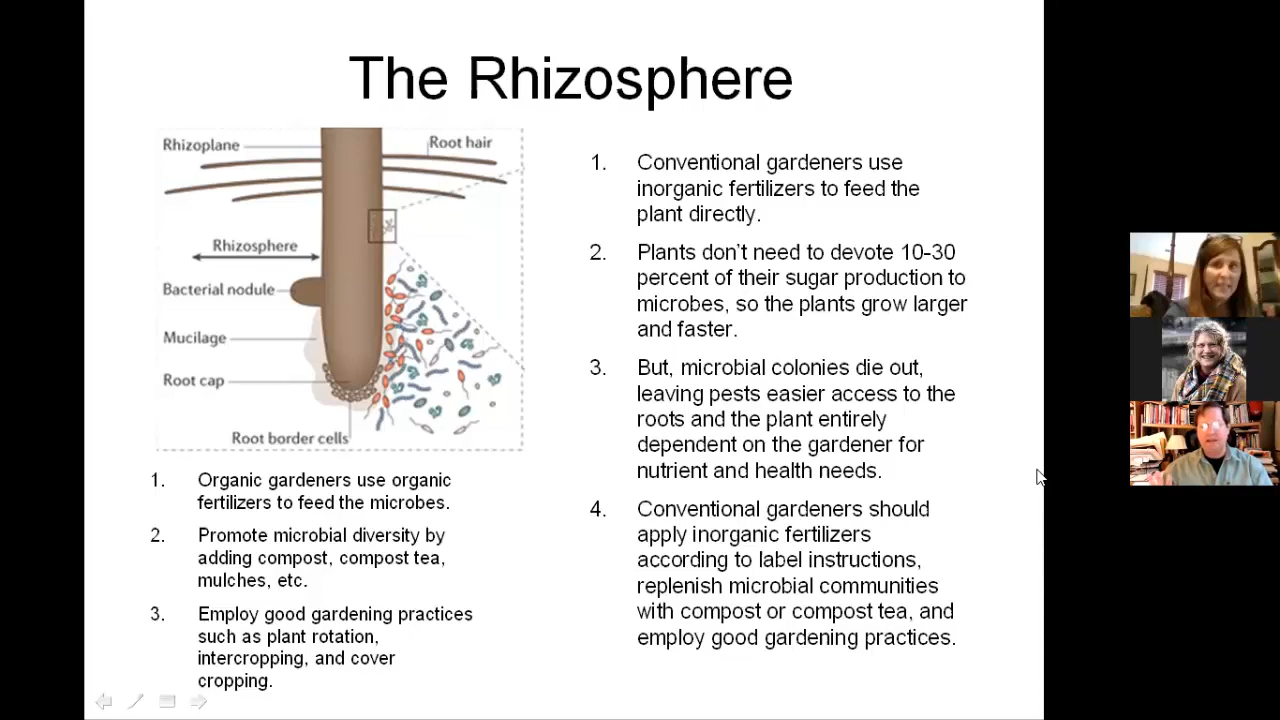 The Rhizosphere
Rhizoplane
Root hair
Rhizosphere
Bacterial nodule
Mucilage
Root cap
Root border cells
1. Organic gardeners use organic
fertilizers to feed the microbes.
2. Promote microbial diversity by
adding compost, compost tea,
mulches, etc.
3. Employ good gardening practices
such as plant rotation,
intercropping, and cover
cropping.
1. Conventional gardeners use
inorganic fertilizers to feed the
plant directly.
2. Plants don't need to devote 10-30
percent of their sugar production to
microbes, so the plants grow larger
and faster.
3. But, microbial colonies die out,
leaving pests easier access to the
roots and the plant entirely
dependent on the gardener for
nutrient and health needs.
4. Conventional gardeners should
apply inorganic fertilizers
according to label instructions,
replenish microbial communities
with compost or compost tea, and
employ good gardening practices.